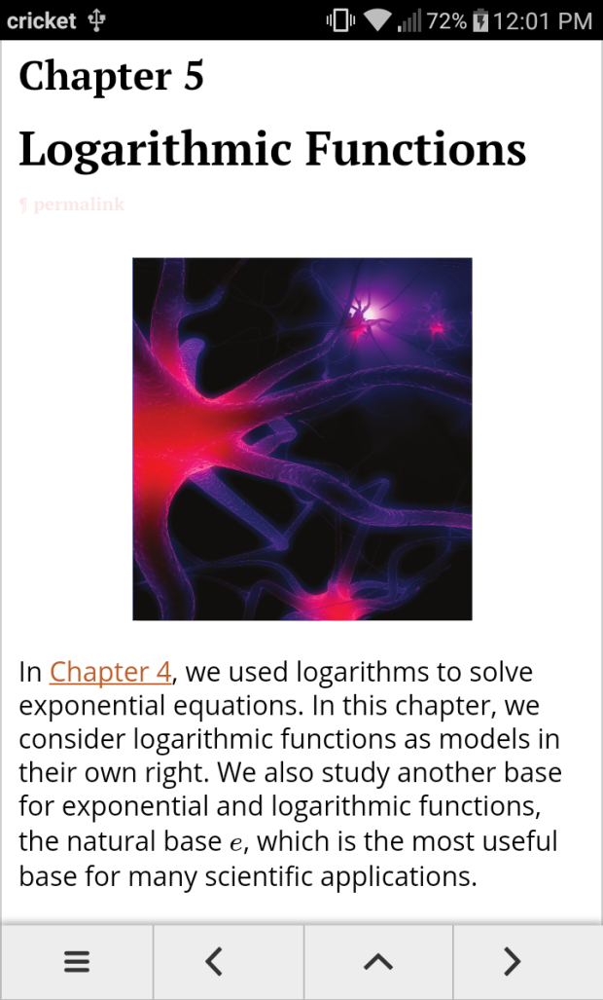 cricket 72% 12:01 PM
Chapter 5
Logarithmic Functions
¶ permalink
In Chapter 4, we used logarithms to solve
exponential equations. In this chapter, we
consider logarithmic functions as models in
their own right. We also study another base
for exponential and logarithmic functions,
the natural base e, which is the most useful
base for many scientific applications.